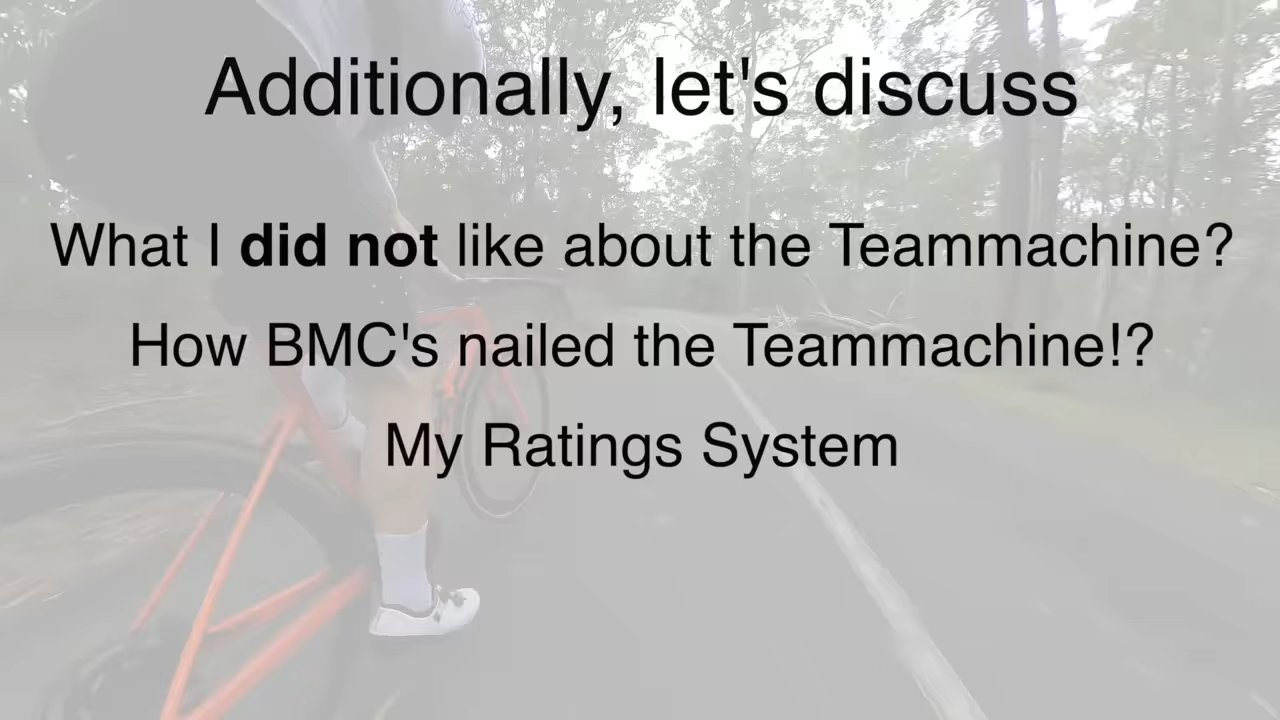 Additionally, let's discuss
What I did not like about the Teammachine?
How BMC's nailed the Teammachine!?
My Ratings System